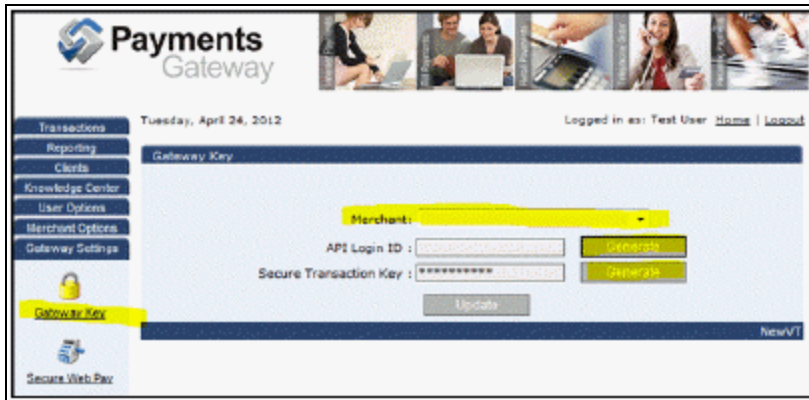 Payments
Gateway
Tuesday, April 24, 2012
Logged in as: Test User Home | Logout
Transactions
Reporting
Clients
Knowledge Center
User Options
Merchant Options
Gateway Settings
Gateway Key
Secure Web Pay
Gateway Key
Merchant:
API Login ID : Generate
Secure Transaction Key : ********** Generate
Update
NewVT